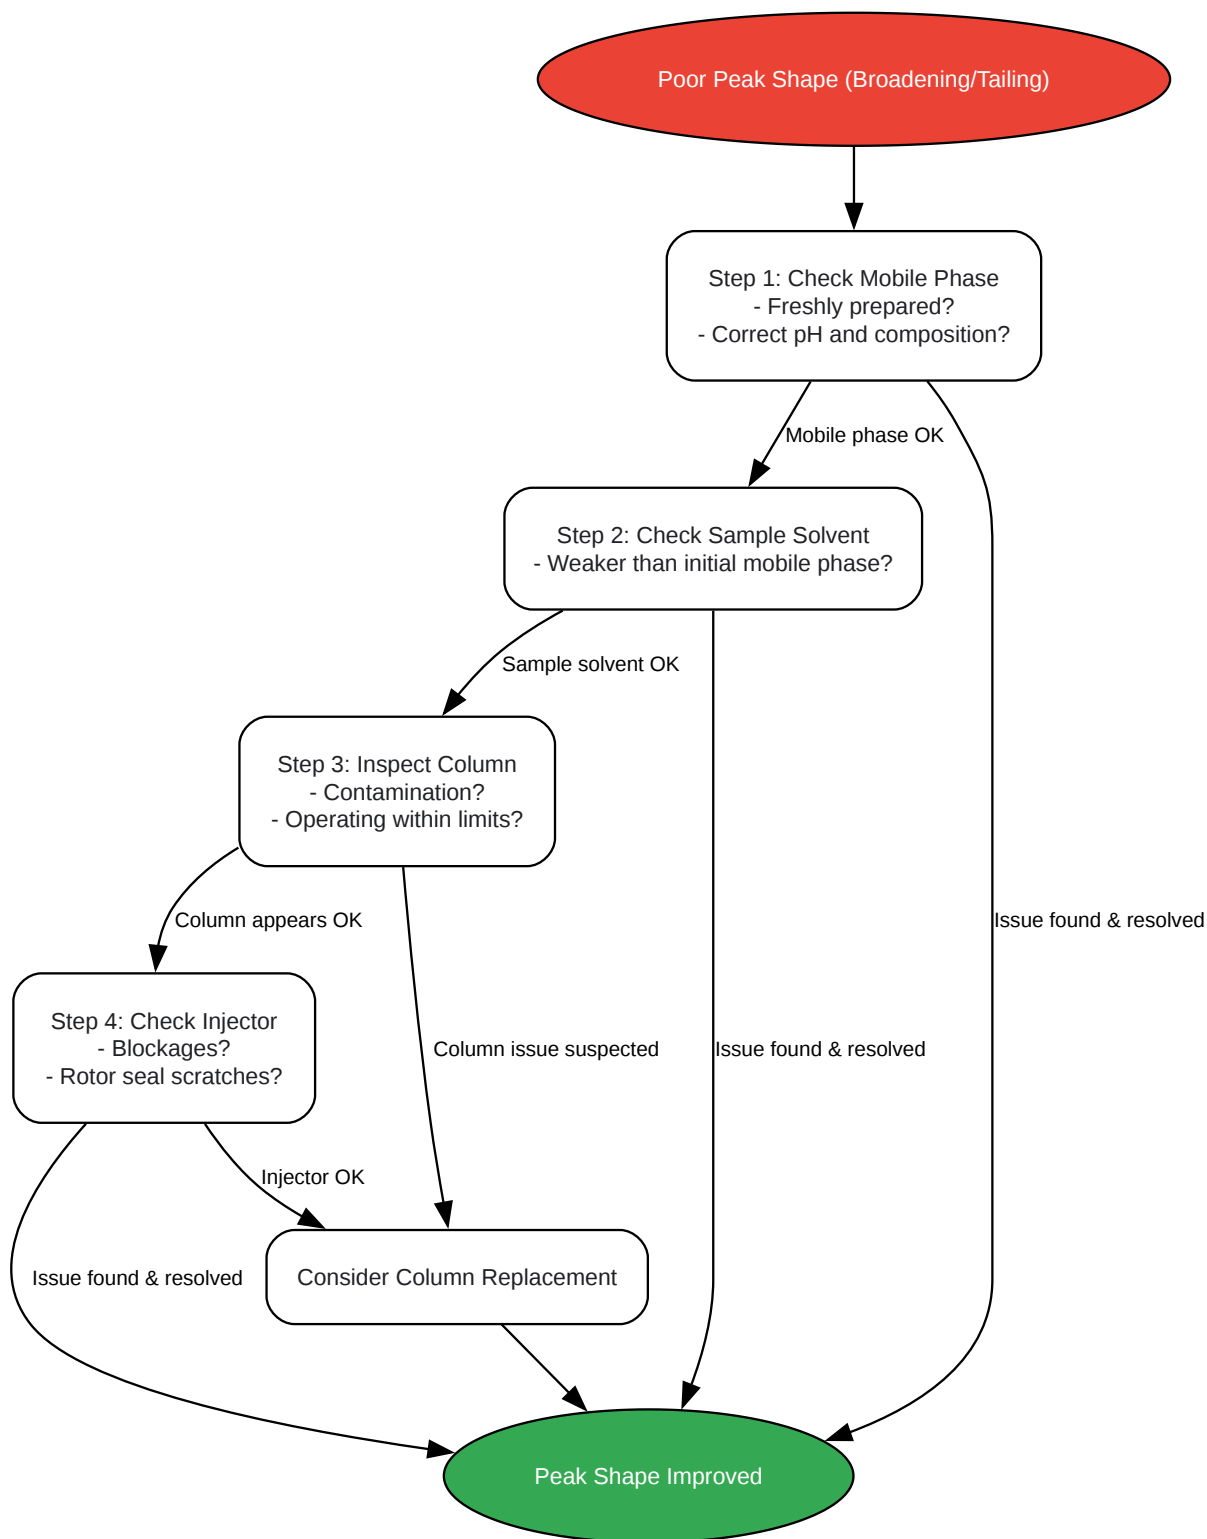 Poor Peak Shape (Broadening/Tailing)
Step 1: Check Mobile Phase
- Freshly prepared?
- Correct pH and composition?
Mobile phase OK
Step 2: Check Sample Solvent
- Weaker than initial mobile phase?
Sample solvent OK
Step 3: Inspect Column
- Contamination?
- Operating within limits?
Column appears OK
Issue found & resolved
Step 4: Check Injector
- Blockages?
- Rotor seal scratches?
Column issue suspected
Issue found & resolved
Injector OK
Issue found & resolved
Consider Column Replacement
Peak Shape Improved